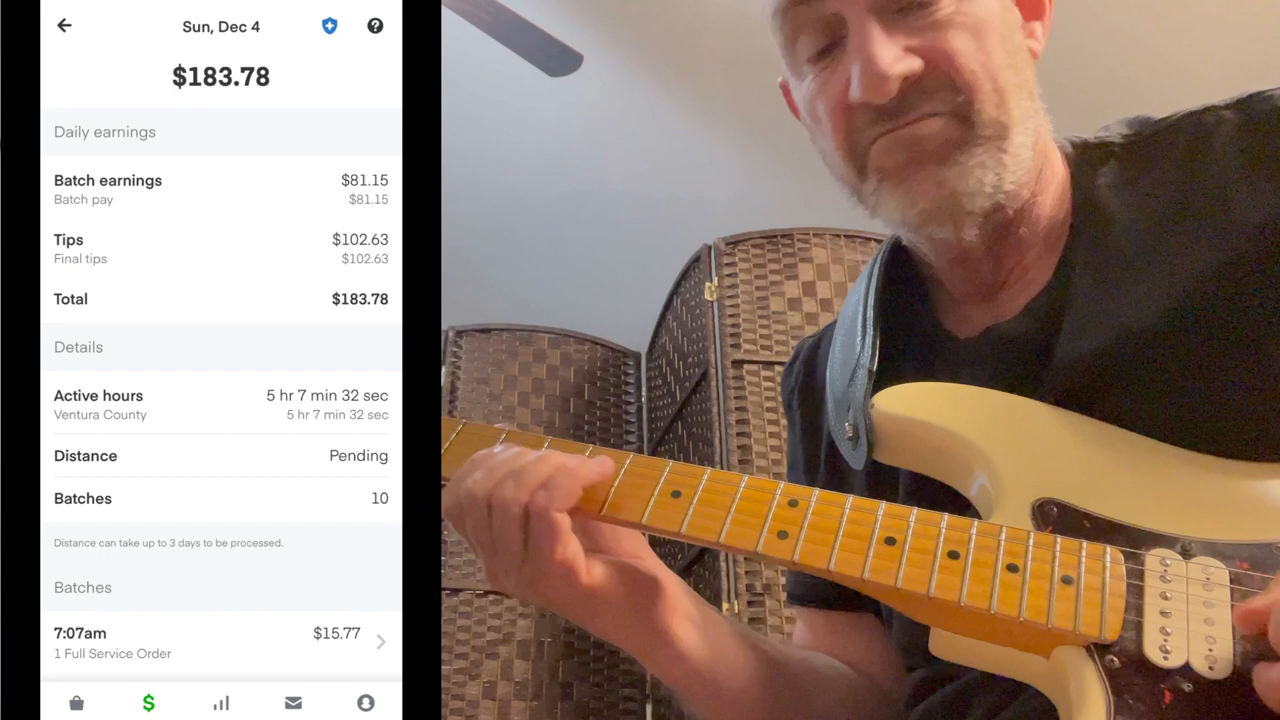 Sun, Dec 4
$183.78
Daily earnings
Batch earnings $81.15
Batch pay $81.15
Tips $102.63
Final tips $102.63
Total $183.78
Details
Active hours 5 hr 7 min 32 sec
Ventura County 5 hr 7 min 32 sec
Distance Pending
Batches 10
Distance can take up to 3 days to be processed.
Batches
7:07am $15.77
1 Full Service Order